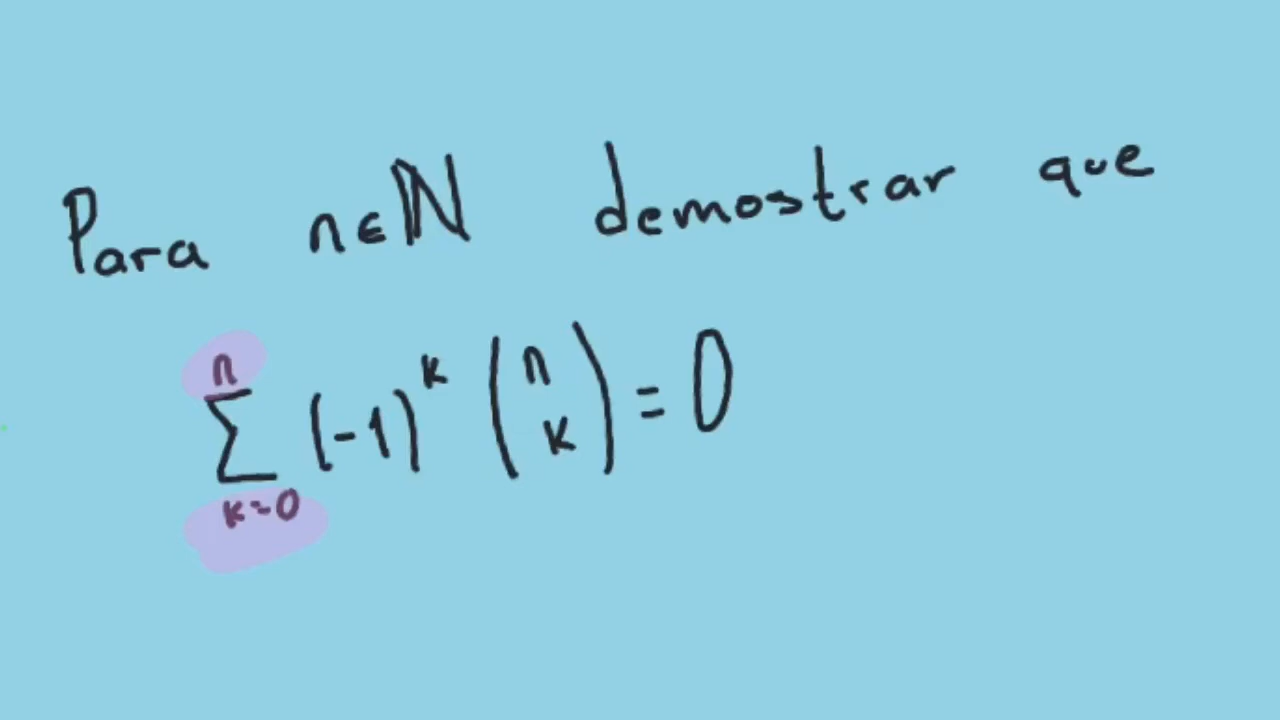 Para n∈ℕ demostrar que
n
∑ (-1)^k (n k) = 0
k=0